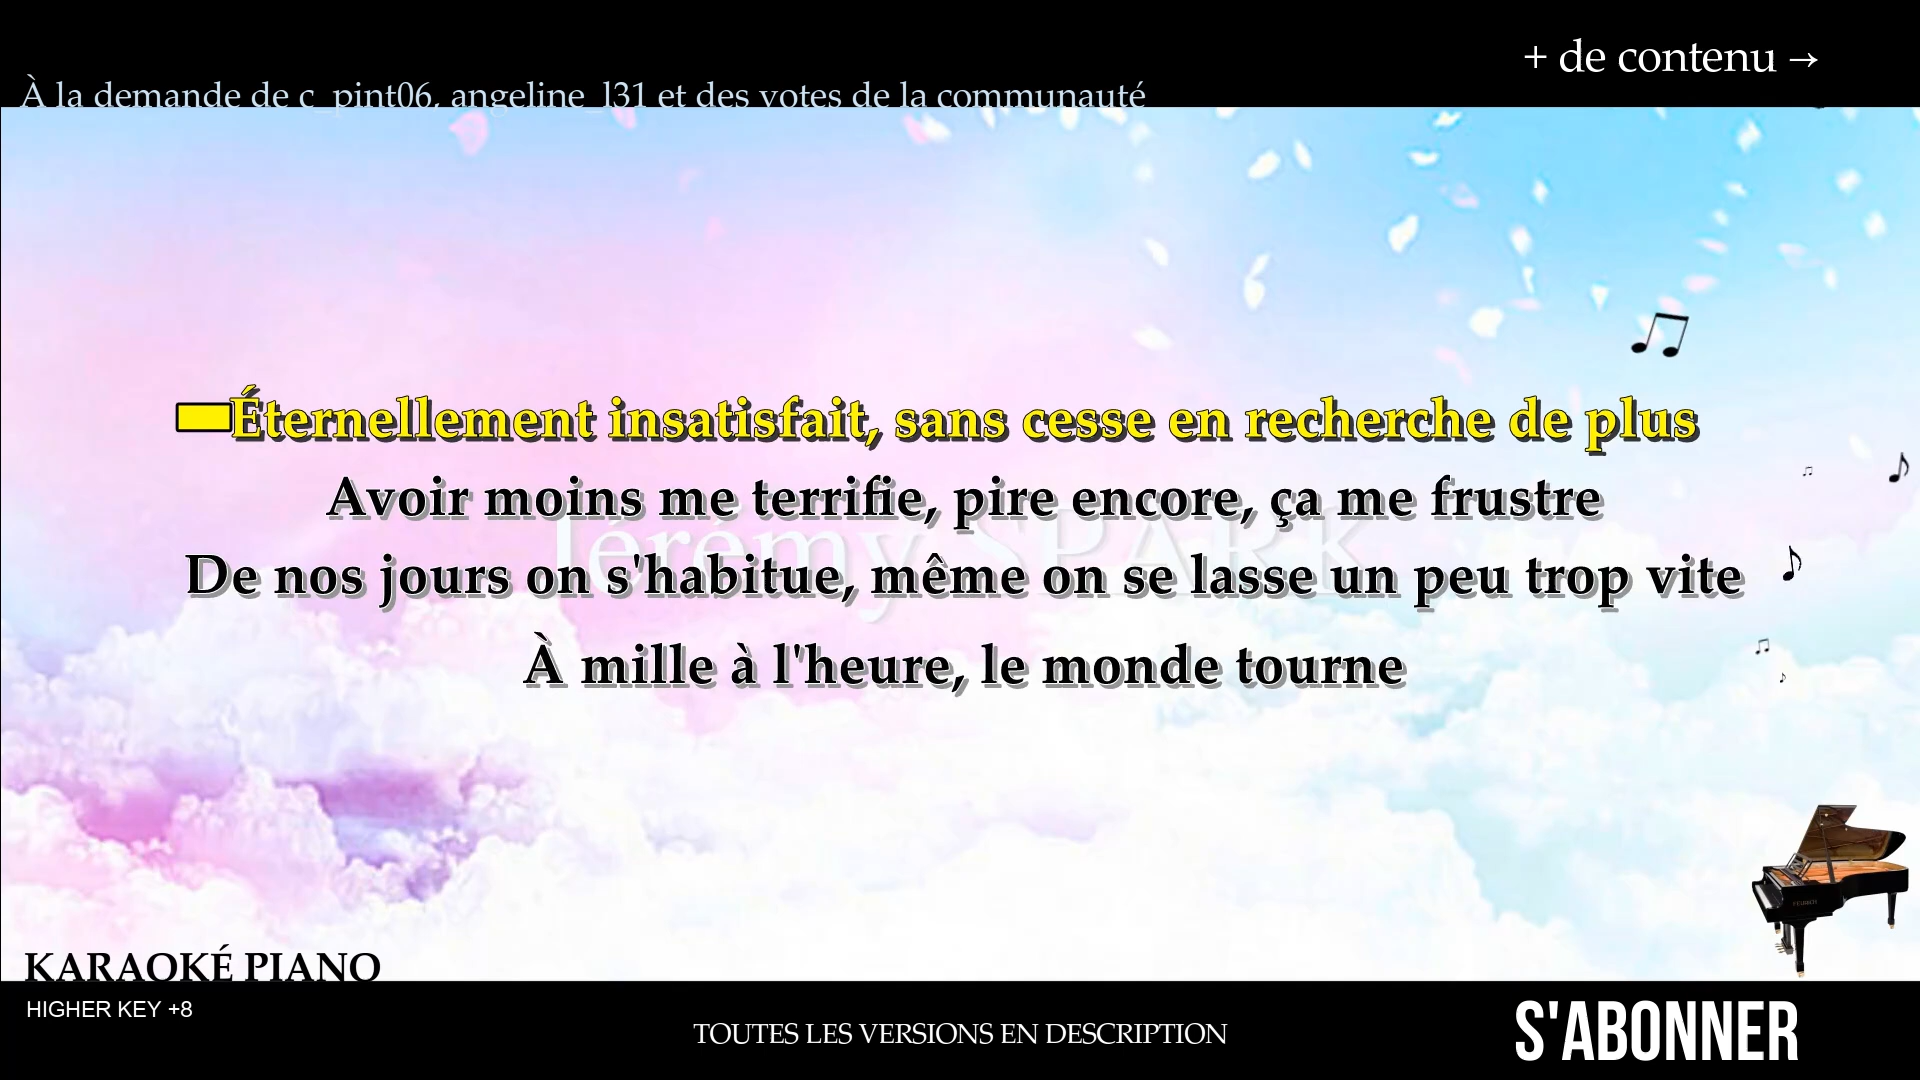 + de contenu →
À la demande de c_pint06, angeline_l31 et des votes de la communauté
Éternellement insatisfait, sans cesse en recherche de plus
Avoir moins me terrifie, pire encore, ça me frustre
Jérémy SPARK
De nos jours on s'habitue, même on se lasse un peu trop vite
À mille à l'heure, le monde tourne
KARAOKÉ PIANO
HIGHER KEY +8
TOUTES LES VERSIONS EN DESCRIPTION
S'ABONNER